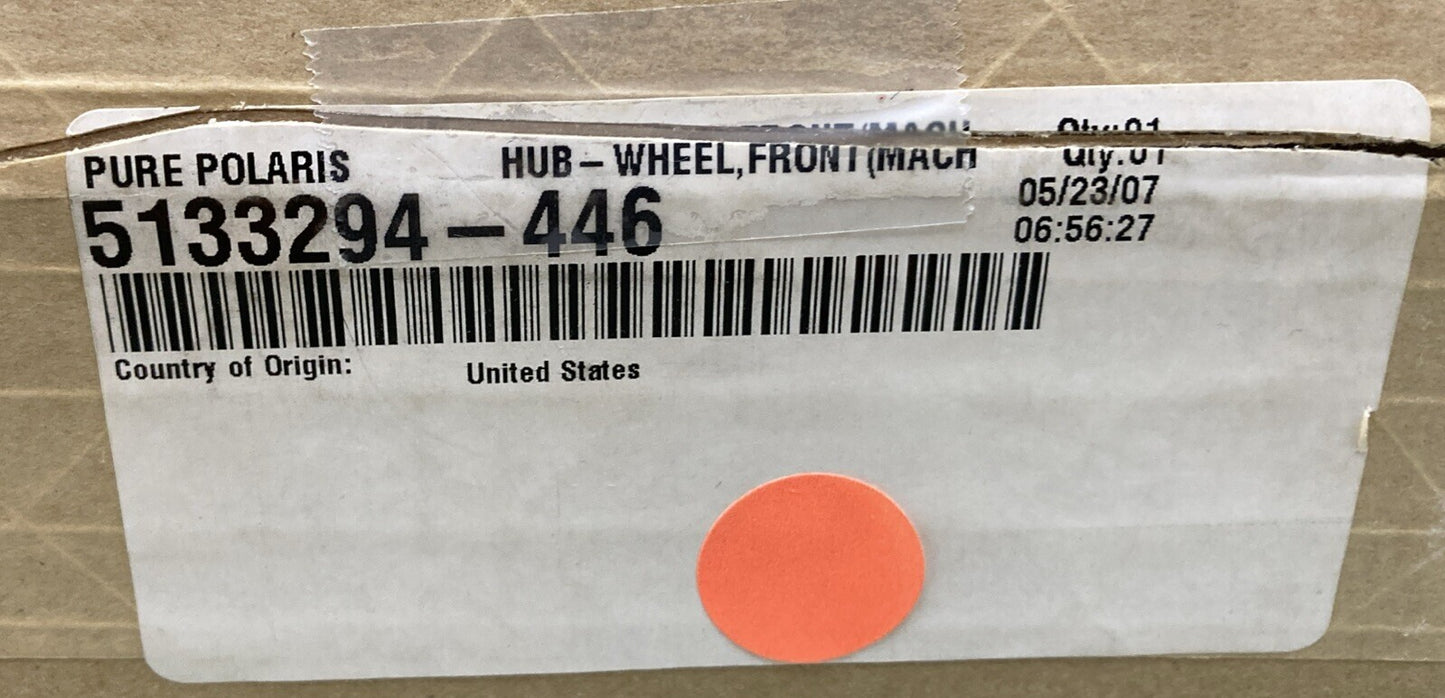 PURE POLARIS HUB-WHEEL,FRONT(MACH Qty:01
5133294-446 05/23/07
06:56:27
Country of Origin: United States